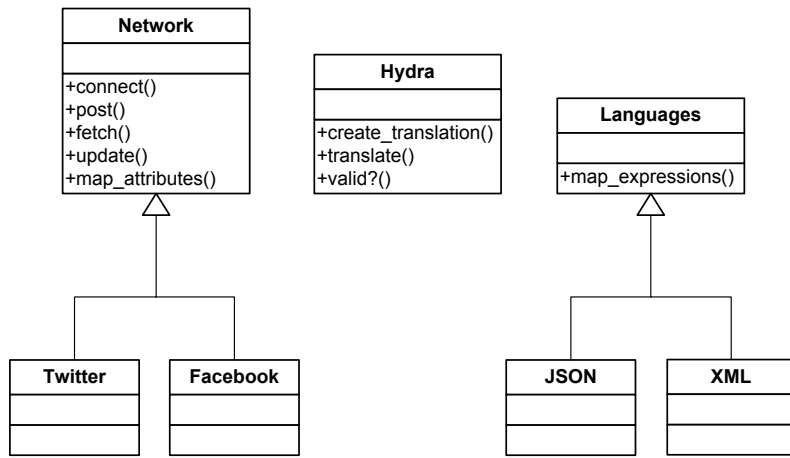 Network
+connect()
+post()
+fetch()
+update()
+map_attributes()
Hydra
+create_translation()
+translate()
+valid?()
Languages
+map_expressions()
Twitter
Facebook
JSON
XML